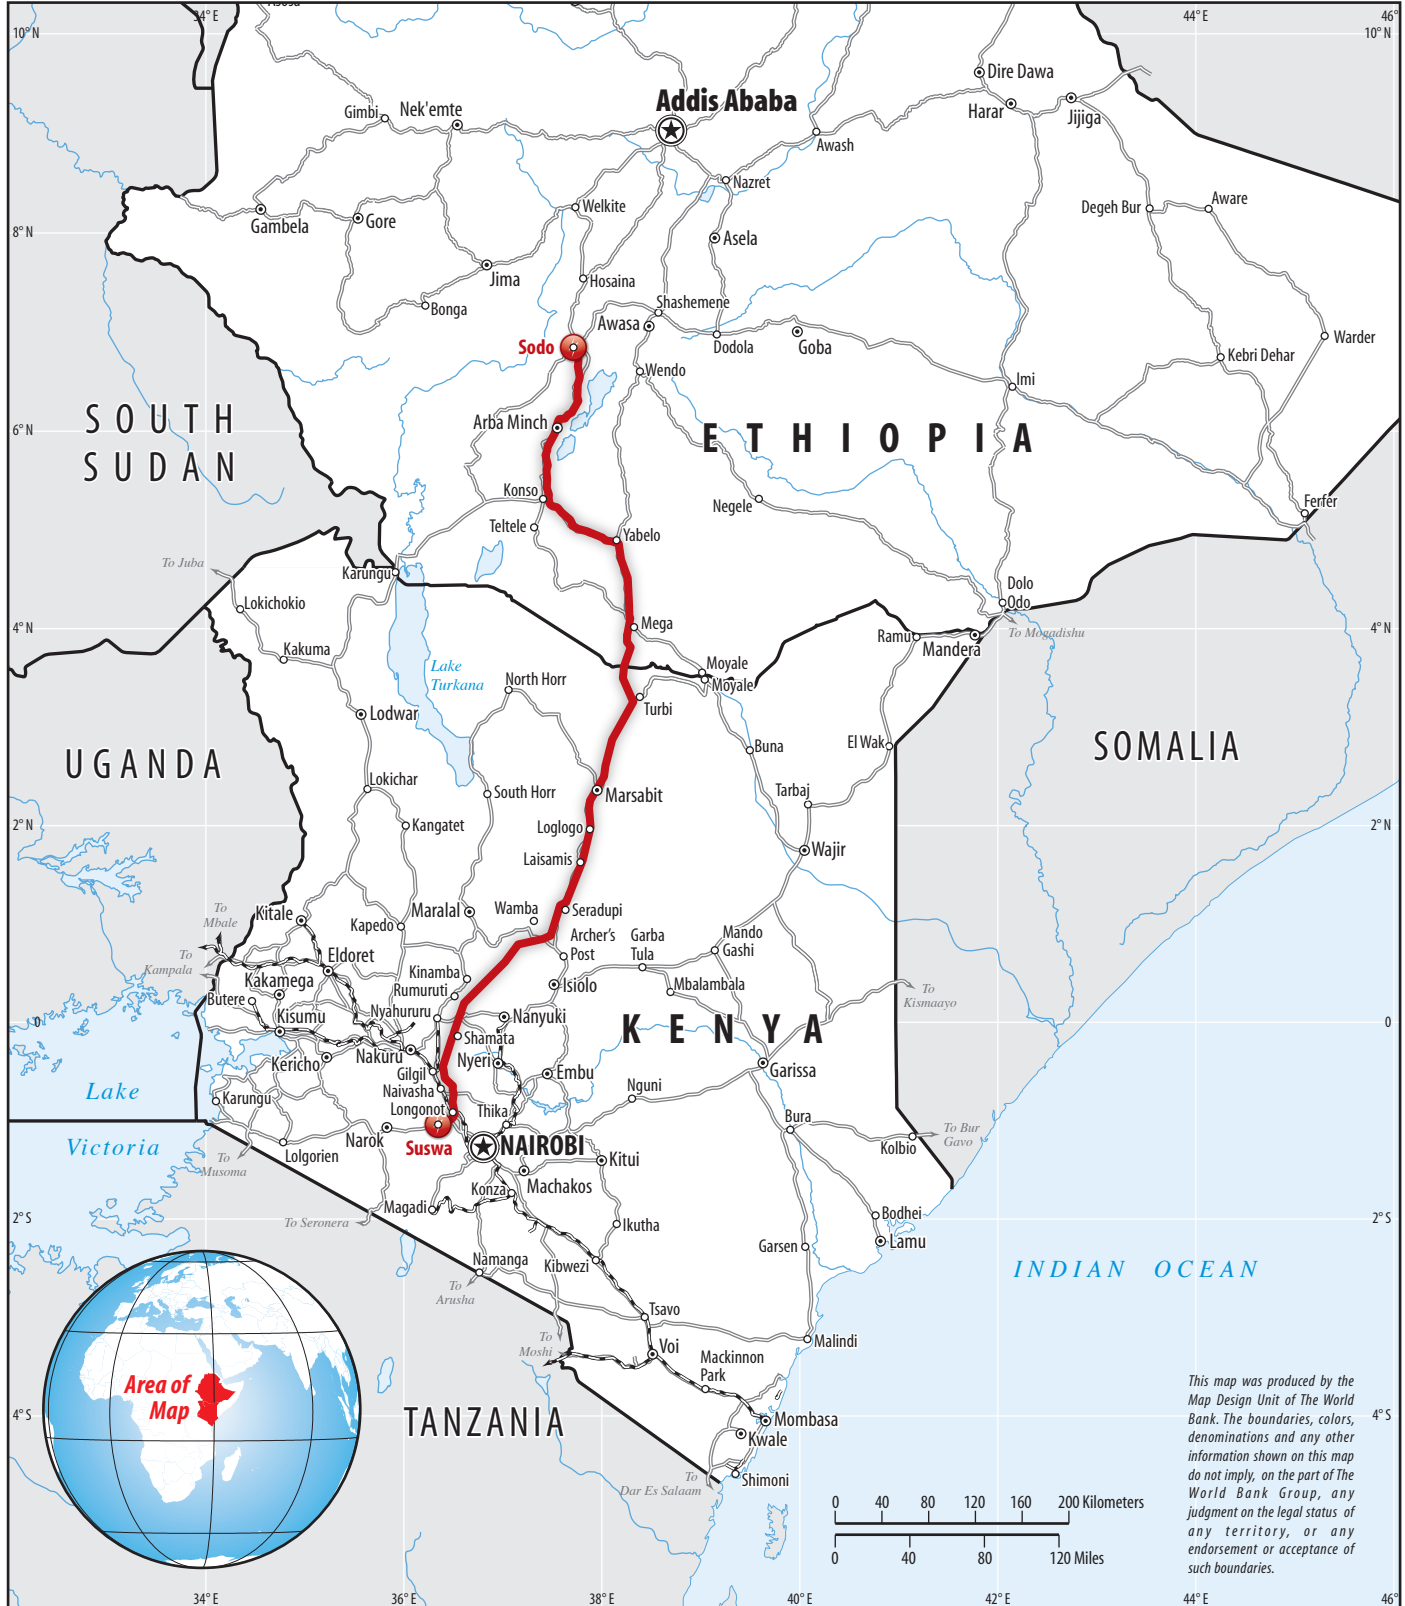 Asosa
34° E
44° E
46°
10° N
10° N
Dire Dawa
Addis Ababa
Gimbi
Nek'emte
Harar
Jijiga
Awash
Nazret
Welkite
Degeh Bur
Aware
Gambela
Gore
8° N
8° N
Asela
Jima
Hosaina
Bonga
Shashemene
Awasa
Sodo
Dodola
Goba
Warder
Kebri Dehar
Wendo
Imi
SOUTH
SUDAN
Arba Minch
6° N
6° N
ETHIOPIA
Konso
Negele
Ferfer
Teltele
Yabelo
To Juba
Karungu
Dolo
Odo
Lokichokio
4° N
4° N
Mega
To Mogadishu
Ramu
Mandera
Kakuma
Lake
Turkana
Moyale
Moyale
North Horr
Turbi
Lodwar
Buna
El Wak
UGANDA
SOMALIA
Lokichar
South Horr
Marsabit
Tarbaj
Kangatet
Loglogo
2° N
2° N
Laisamis
Wajir
To
Mbale
Kitale
Maralal
Wamba
Seradupi
Kapedo
Archer's
Post
Garba
Tula
Mando
Gashi
To
Kampala
Eldoret
Kinamba
Kakamega
Rumuruti
Isiolo
Mbalambala
To
Kismaayo
Butere
Kisumu
Nyahururu
Nanyuki
0°
0
KENYA
Shamata
Nakuru
Nyeri
Kericho
Gilgil
Embu
Garissa
Naivasha
Nguni
Lake
Karungu
Longonot
Thika
Bura
To Bur
Gavo
Victoria
Narok
Suswa
NAIROBI
Kolbio
Lolgorien
To
Musoma
Kitui
Machakos
Konza
Magadi
Bodhei
2° S
2° S
To Seronera
Ikutha
Lamu
Garsen
Namanga
Kibwezi
INDIAN OCEAN
To
Arusha
Tsavo
To
Moshi
Voi
Malindi
Mackinnon
Park
Area of
Map
TANZANIA
4° S
4° S
Mombasa
Kwale
To
Dar Es Salaam
Shimoni
This map was produced by the
Map Design Unit of The World
Bank. The boundaries, colors,
denominations and any other
information shown on this map
do not imply, on the part of The
World Bank Group, any
judgment on the legal status of
any territory, or any
endorsement or acceptance of
such boundaries.
0 40 80 120 160 200 Kilometers
0 40 80 120 Miles
34° E
36° E
38° E
40° E
42° E
44° E
46°